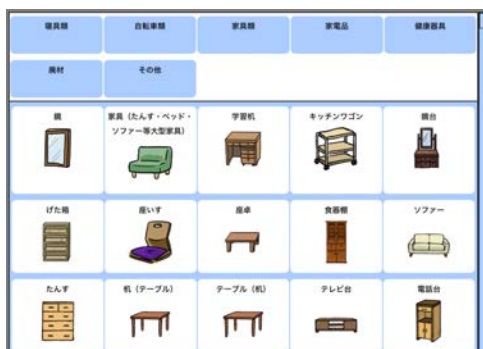 寝具類
自転車類
家具類
家電品
健康器具
廃材
その他
鏡
家具（たんす・ベッド・
ソファー等大型家具）
学習机
キッチンワゴン
鏡台
げた箱
座いす
座卓
食器棚
ソファー
たんす
机（テーブル）
テーブル（机）
テレビ台
電話台